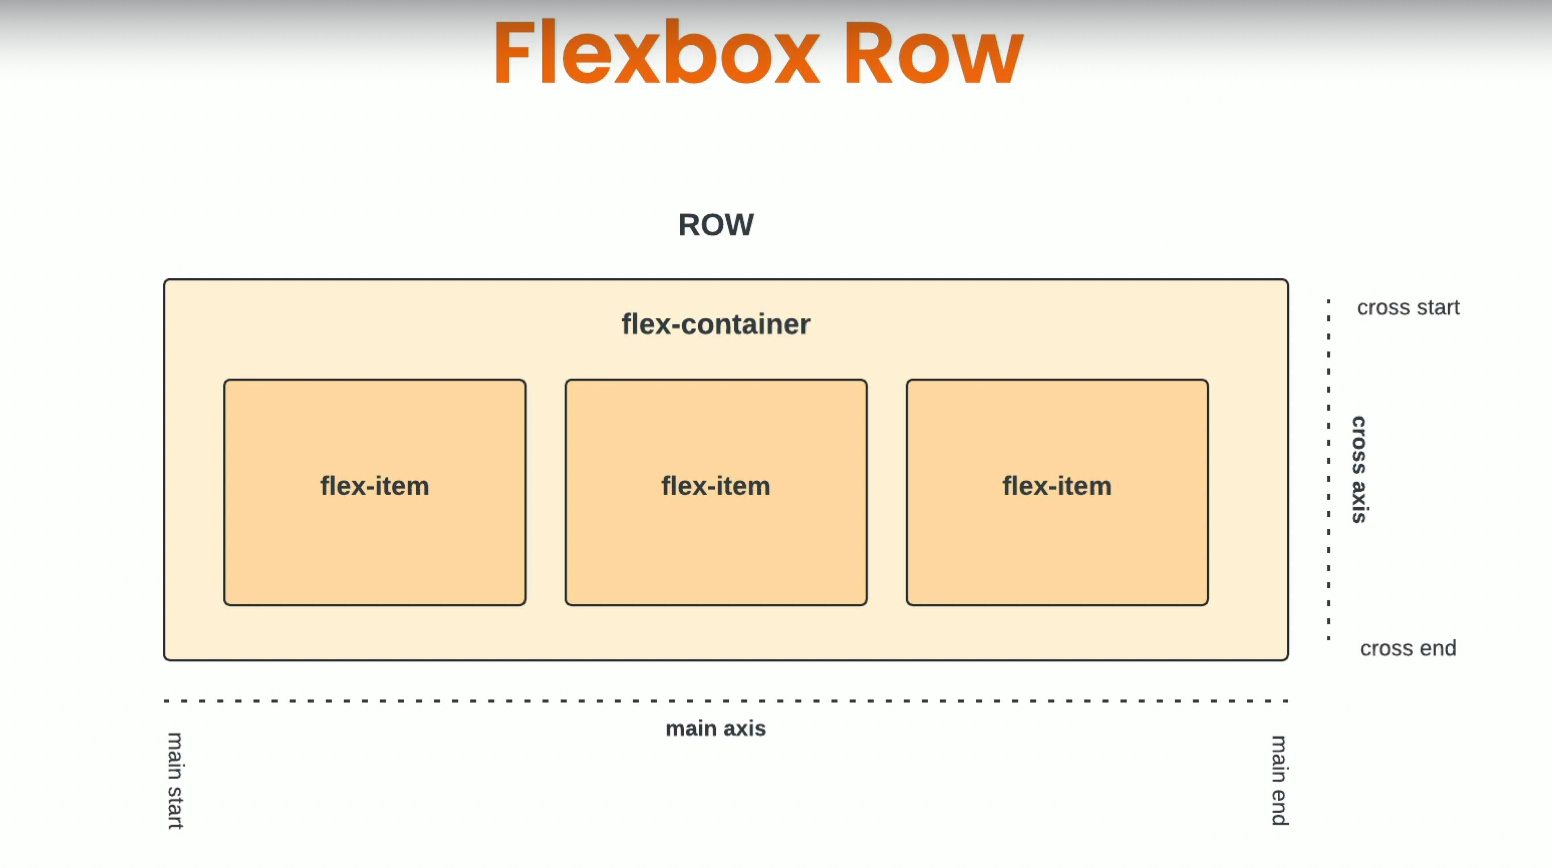 Flexbox Row
ROW
flex-container
cross start
flex-item
flex-item
flex-item
cross axis
cross end
main axis
main start
main end